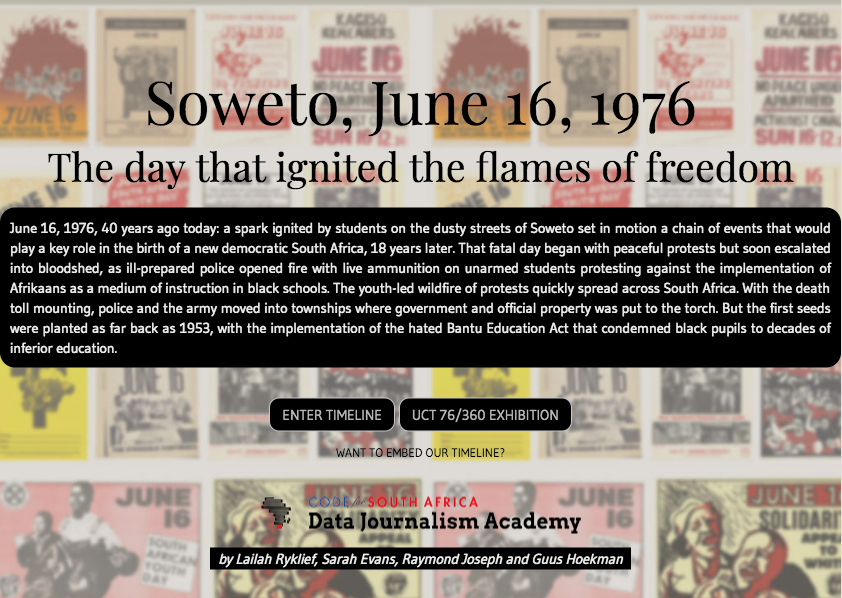 Soweto, June 16, 1976
The day that ignited the flames of freedom
June 16, 1976, 40 years ago today: a spark ignited by students on the dusty streets of Soweto set in motion a chain of events that would
play a key role in the birth of a new democratic South Africa, 18 years later. That fatal day began with peaceful protests but soon escalated
into bloodshed, as ill-prepared police opened fire with live ammunition on unarmed students protesting against the implementation of
Afrikaans as a medium of instruction in black schools. The youth-led wildfire of protests quickly spread across South Africa. With the death
toll mounting, police and the army moved into townships where government and official property was put to the torch. But the first seeds
were planted as far back as 1953, with the implementation of the hated Bantu Education Act that condemned black pupils to decades of
inferior education.
ENTER TIMELINE
UCT 76/360 EXHIBITION
WANT TO EMBED OUR TIMELINE?
CODE for SOUTH AFRICA
Data Journalism Academy
by Lailah Ryklief, Sarah Evans, Raymond Joseph and Guus Hoekman
KAGISO
REMEMBERS
JUNE 16
JUNE 16
JUNE
16
SOUTH
AFRICAN
YOUTH
DAY